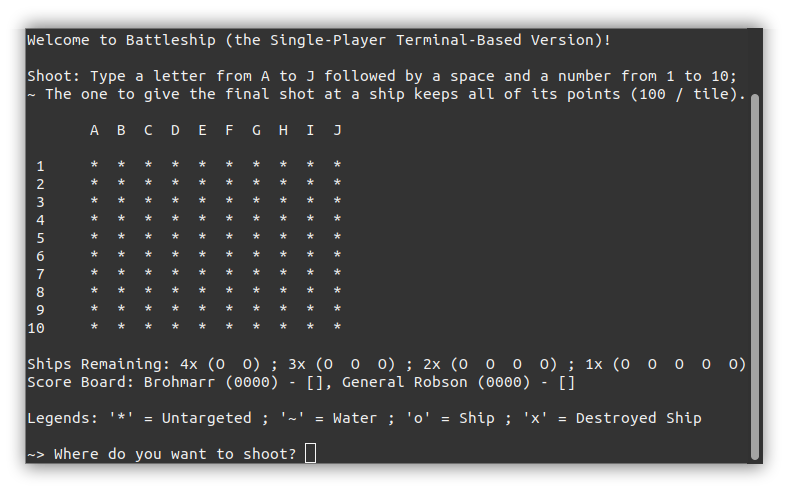 Welcome to Battleship (the Single-Player Terminal-Based Version)!
Shoot: Type a letter from A to J followed by a space and a number from 1 to 10;
~ The one to give the final shot at a ship keeps all of its points (100 / tile).
A B C D E F G H I J
1 * * * * * * * * * *
2 * * * * * * * * * *
3 * * * * * * * * * *
4 * * * * * * * * * *
5 * * * * * * * * * *
6 * * * * * * * * * *
7 * * * * * * * * * *
8 * * * * * * * * * *
9 * * * * * * * * * *
10 * * * * * * * * * *
Ships Remaining: 4x (O  O) ; 3x (O  O  O) ; 2x (O  O  O  O) ; 1x (O  O  O  O  O)
Score Board: Brohmarr (0000) - [], General Robson (0000) - []
Legends: '*' = Untargeted ; '~' = Water ; 'o' = Ship ; 'x' = Destroyed Ship
~> Where do you want to shoot?